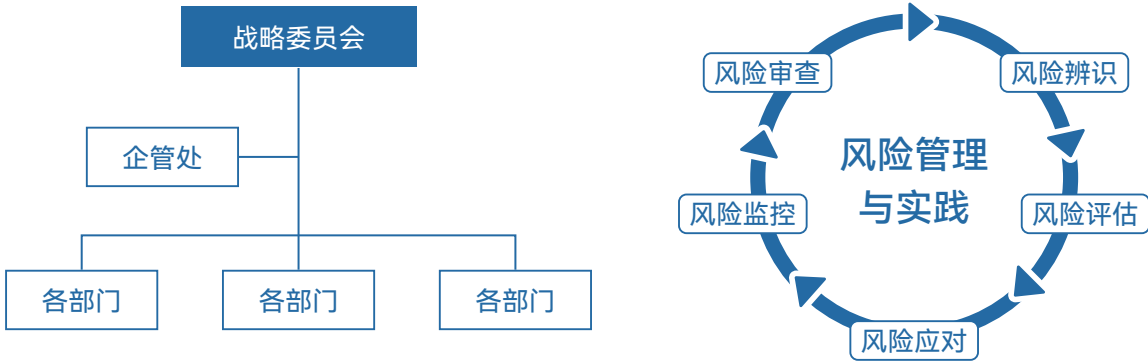 战略委员会
企管处
各部门
各部门
各部门
风险管理
与实践
风险辨识
风险评估
风险应对
风险监控
风险审查